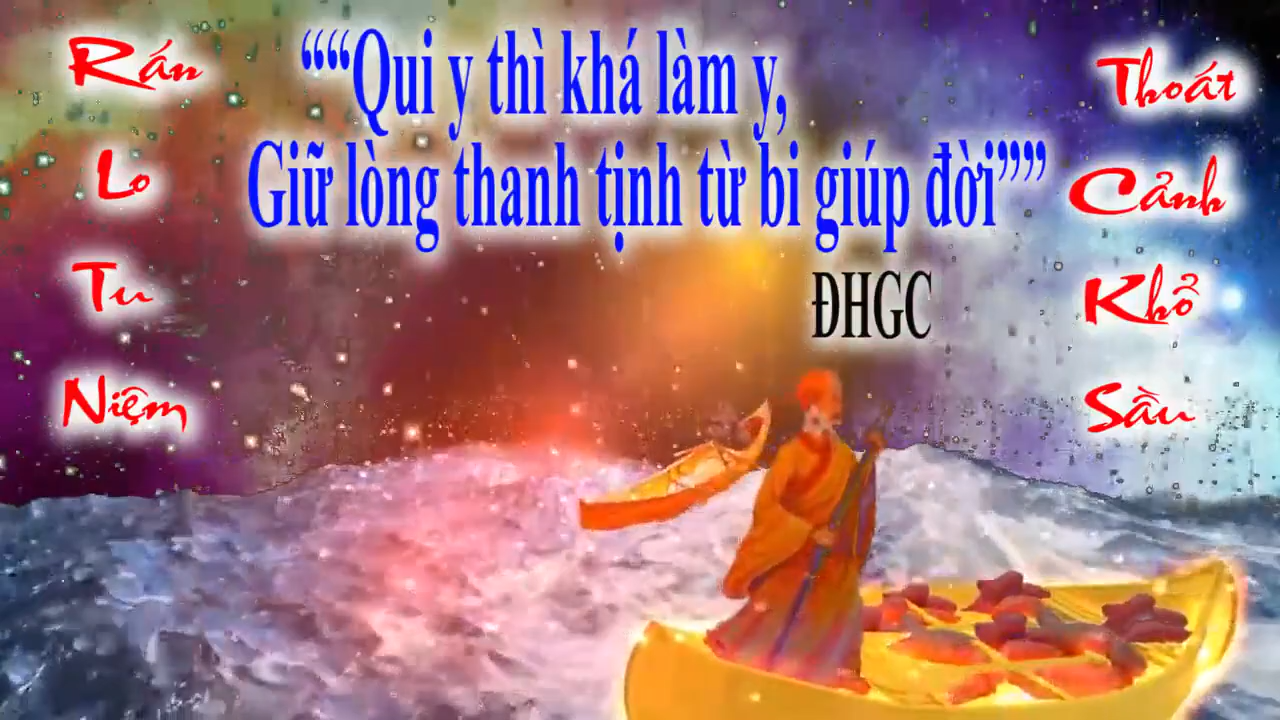 Rấn
Lo
Tu
Niệm
““Qui y thì khá làm y,
Giữ lòng thanh tịnh từ bi giúp đời””
ĐHGC
Thoát
Cảnh
Khổ
Sầu